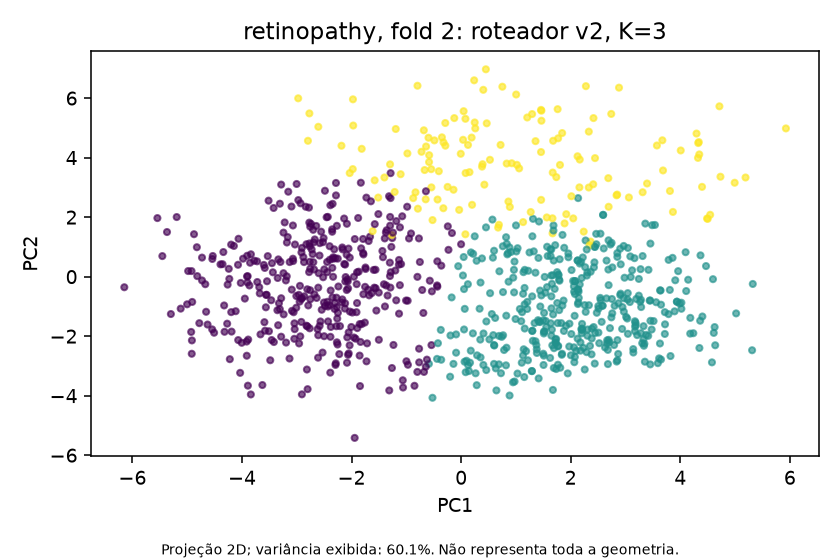 retinopathy, fold 2: roteador v2, K=3
6
4
2
0
−2
−4
−6
PC2
−6 −4 −2 0 2 4 6
PC1
Projeção 2D; variância exibida: 60.1%. Não representa toda a geometria.